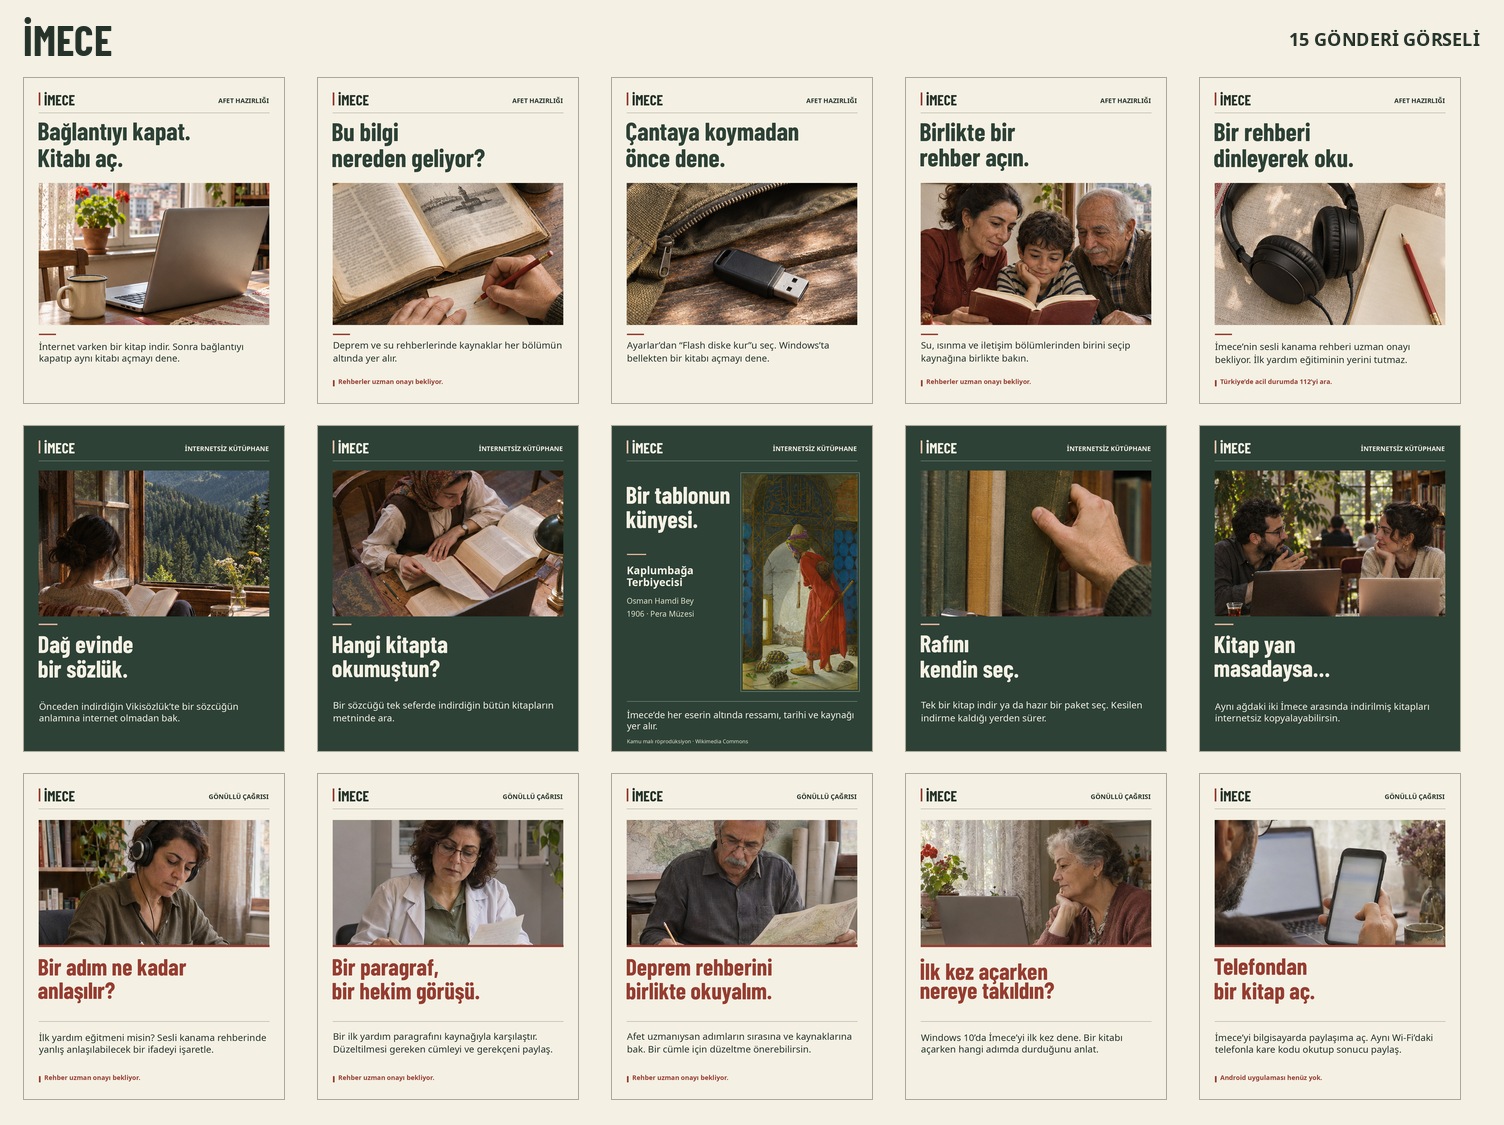 İMECE
15 GÖNDERİ GÖRSELİ
İMECE
AFET HAZIRLIĞI
Bağlantıyı kapat.
Kitabı aç.
İnternet varken bir kitap indir. Sonra bağlantıyı
kapatıp aynı kitabı açmayı dene.
İMECE
AFET HAZIRLIĞI
Bu bilgi
nereden geliyor?
Deprem ve su rehberlerinde kaynaklar her bölümün
altında yer alır.
Rehberler uzman onayı bekliyor.
İMECE
AFET HAZIRLIĞI
Çantaya koymadan
önce dene.
Ayarlar’dan “Flash diske kur”u seç. Windows’ta
bellekten bir kitabı açmayı dene.
İMECE
AFET HAZIRLIĞI
Birlikte bir
rehber açın.
Su, ısınma ve iletişim bölümlerinden birini seçip
kaynağına birlikte bakın.
Rehberler uzman onayı bekliyor.
İMECE
AFET HAZIRLIĞI
Bir rehberi
dinleyerek oku.
İmece’nin sesli kanama rehberi uzman onayı
bekliyor. İlk yardım eğitiminin yerini tutmaz.
Türkiye’de acil durumda 112’yi ara.
İMECE
İNTERNETSİZ KÜTÜPHANE
Dağ evinde
bir sözlük.
Önceden indirdiğin Vikisözlük’te bir sözcüğün
anlamına internet olmadan bak.
İMECE
İNTERNETSİZ KÜTÜPHANE
Hangi kitapta
okumuştun?
Bir sözcüğü tek seferde indirdiğin bütün kitapların
metninde ara.
İMECE
İNTERNETSİZ KÜTÜPHANE
Bir tablonun
künyesi.
Kaplumbağa
Terbiyecisi
Osman Hamdi Bey
1906 · Pera Müzesi
İmece’de her eserin altında ressamı, tarihi ve kaynağı
yer alır.
Kamu malı röprodüksiyon · Wikimedia Commons
İMECE
İNTERNETSİZ KÜTÜPHANE
Rafını
kendin seç.
Tek bir kitap indir ya da hazır bir paket seç. Kesilen
indirme kaldığı yerden sürer.
İMECE
İNTERNETSİZ KÜTÜPHANE
Kitap yan
masadaysa...
Aynı ağdaki iki İmece arasında indirilmiş kitapları
internetsiz kopyalayabilirsin.
İMECE
GÖNÜLLÜ ÇAĞRISI
Bir adım ne kadar
anlaşılır?
İlk yardım eğitmeni misin? Sesli kanama rehberinde
yanlış anlaşılabilecek bir ifadeyi işaretle.
Rehber uzman onayı bekliyor.
İMECE
GÖNÜLLÜ ÇAĞRISI
Bir paragraf,
bir hekim görüşü.
Bir ilk yardım paragrafını kaynağıyla karşılaştır.
Düzeltilmesi gereken cümleyi ve gerekçeni paylaş.
Rehber uzman onayı bekliyor.
İMECE
GÖNÜLLÜ ÇAĞRISI
Deprem rehberini
birlikte okuyalım.
Afet uzmanıysan adımların sırasına ve kaynaklarına
bak. Bir cümle için düzeltme önerebilirsin.
Rehber uzman onayı bekliyor.
İMECE
GÖNÜLLÜ ÇAĞRISI
İlk kez açarken
nereye takıldın?
Windows 10’da İmece’yi ilk kez dene. Bir kitabı
açarken hangi adımda durduğunu anlat.
İMECE
GÖNÜLLÜ ÇAĞRISI
Telefondan
bir kitap aç.
İmece’yi bilgisayarda paylaşıma aç. Aynı Wi-Fi’daki
telefonla kare kodu okutup sonucu paylaş.
Android uygulaması henüz yok.